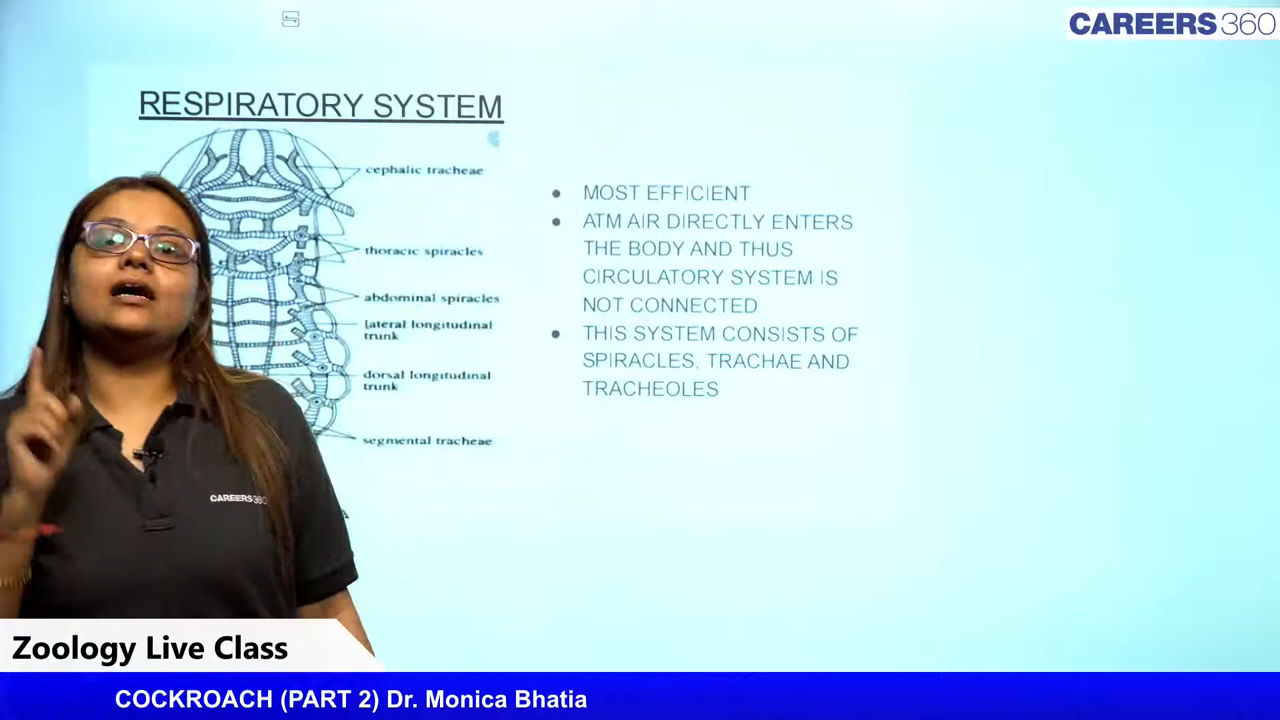 CAREERS360
RESPIRATORY SYSTEM
cephalic tracheae
thoracic spiracles
abdominal spiracles
lateral longitudinal
trunk
dorsal longitudinal
trunk
segmental tracheae
• MOST EFFICIENT
• ATM AIR DIRECTLY ENTERS
THE BODY AND THUS
CIRCULATORY SYSTEM IS
NOT CONNECTED
• THIS SYSTEM CONSISTS OF
SPIRACLES, TRACHAE AND
TRACHEOLES
CAREERS360
Zoology Live Class
COCKROACH (PART 2) Dr. Monica Bhatia